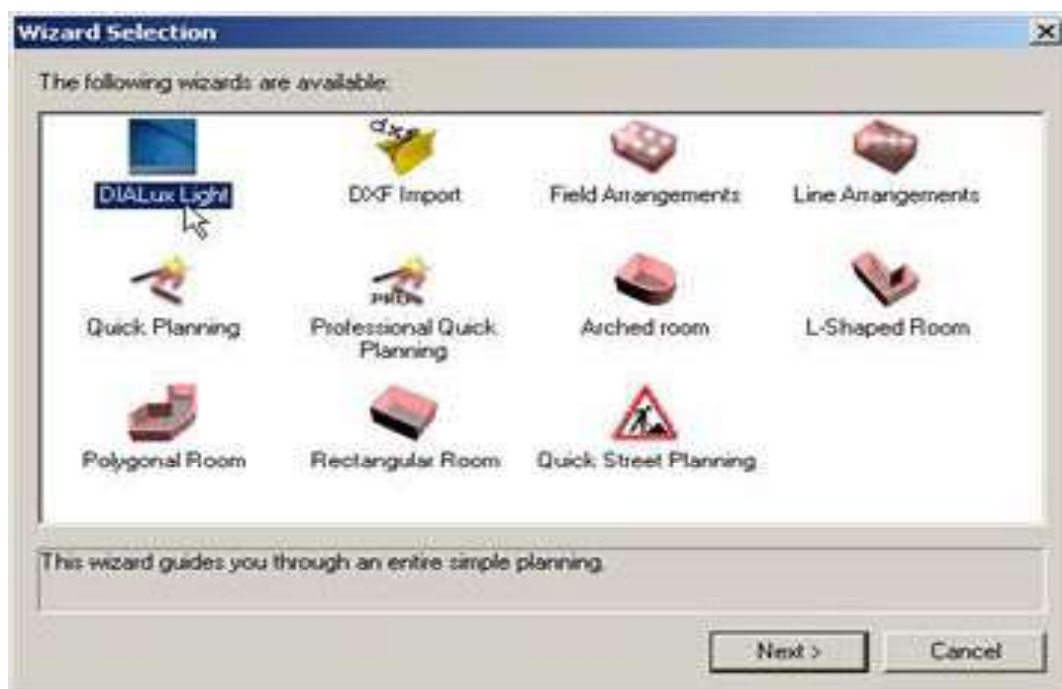 Wizard Selection
The following wizards are available:
dxf
DIALux Light
DXF Import
Field Arrangements
Line Arrangements
PROF.
Quick Planning
Professional Quick
Planning
Arched room
L-Shaped Room
Polygonal Room
Rectangular Room
Quick Street Planning
This wizard guides you through an entire simple planning.
Next >
Cancel